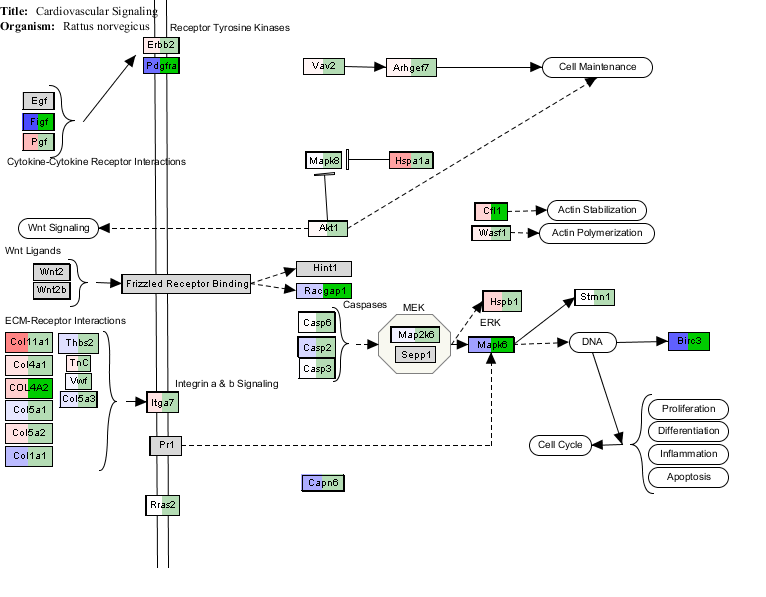 Title: Cardiovascular Signaling
Organism: Rattus norvegicus
Receptor Tyrosine Kinases
Erbb2
Pdgfra
Vav2
Arhgef7
Cell Maintenance
Egf
Figf
Pgf
Cytokine-Cytokine Receptor Interactions
Mapk8
Hspa1a
Cfl1
Actin Stabilization
Wnt Signaling
Akt1
Wasf1
Actin Polymerization
Wnt Ligands
Wnt2
Wnt2b
Frizzled Receptor Binding
Hint1
Racgap1
Caspases
MEK
Hspb1
Stmn1
ERK
ECM-Receptor Interactions
Col11a1
Thbs2
Casp6
Map2k6
Mapk6
DNA
Birc3
Col4a1
TnC
Casp2
Sepp1
COL4A2
Vwf
Casp3
Integrin a & b Signaling
Col5a1
Col5a3
Itga7
Proliferation
Col5a2
Differentiation
Col1a1
Pr1
Cell Cycle
Inflammation
Capn6
Apoptosis
Rras2